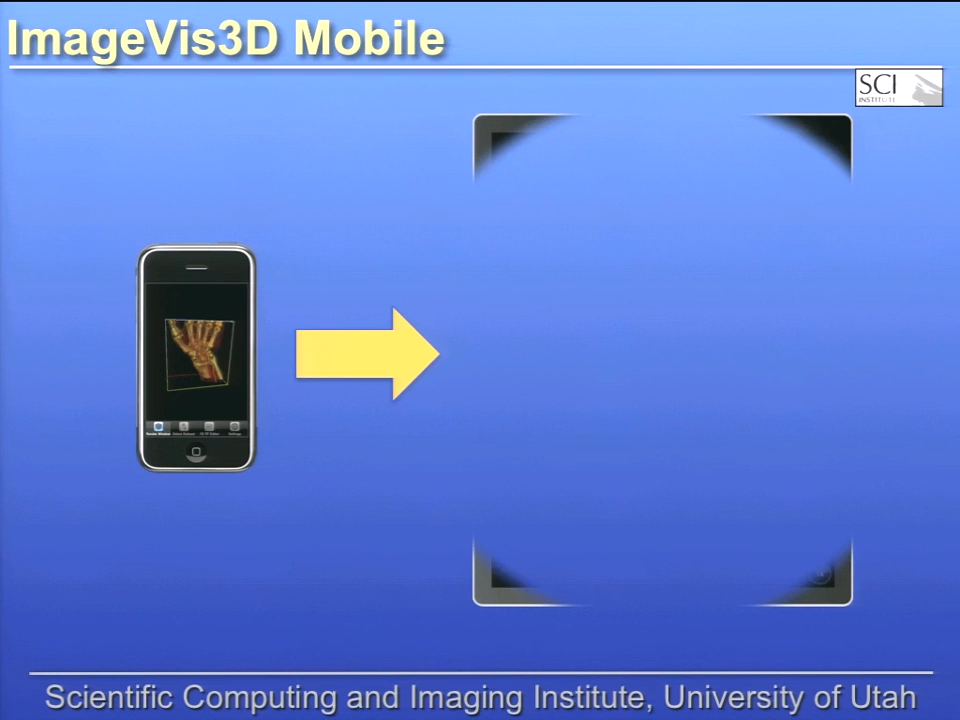 ImageVis3D Mobile
SCI
INSTITUTE
Scientific Computing and Imaging Institute, University of Utah